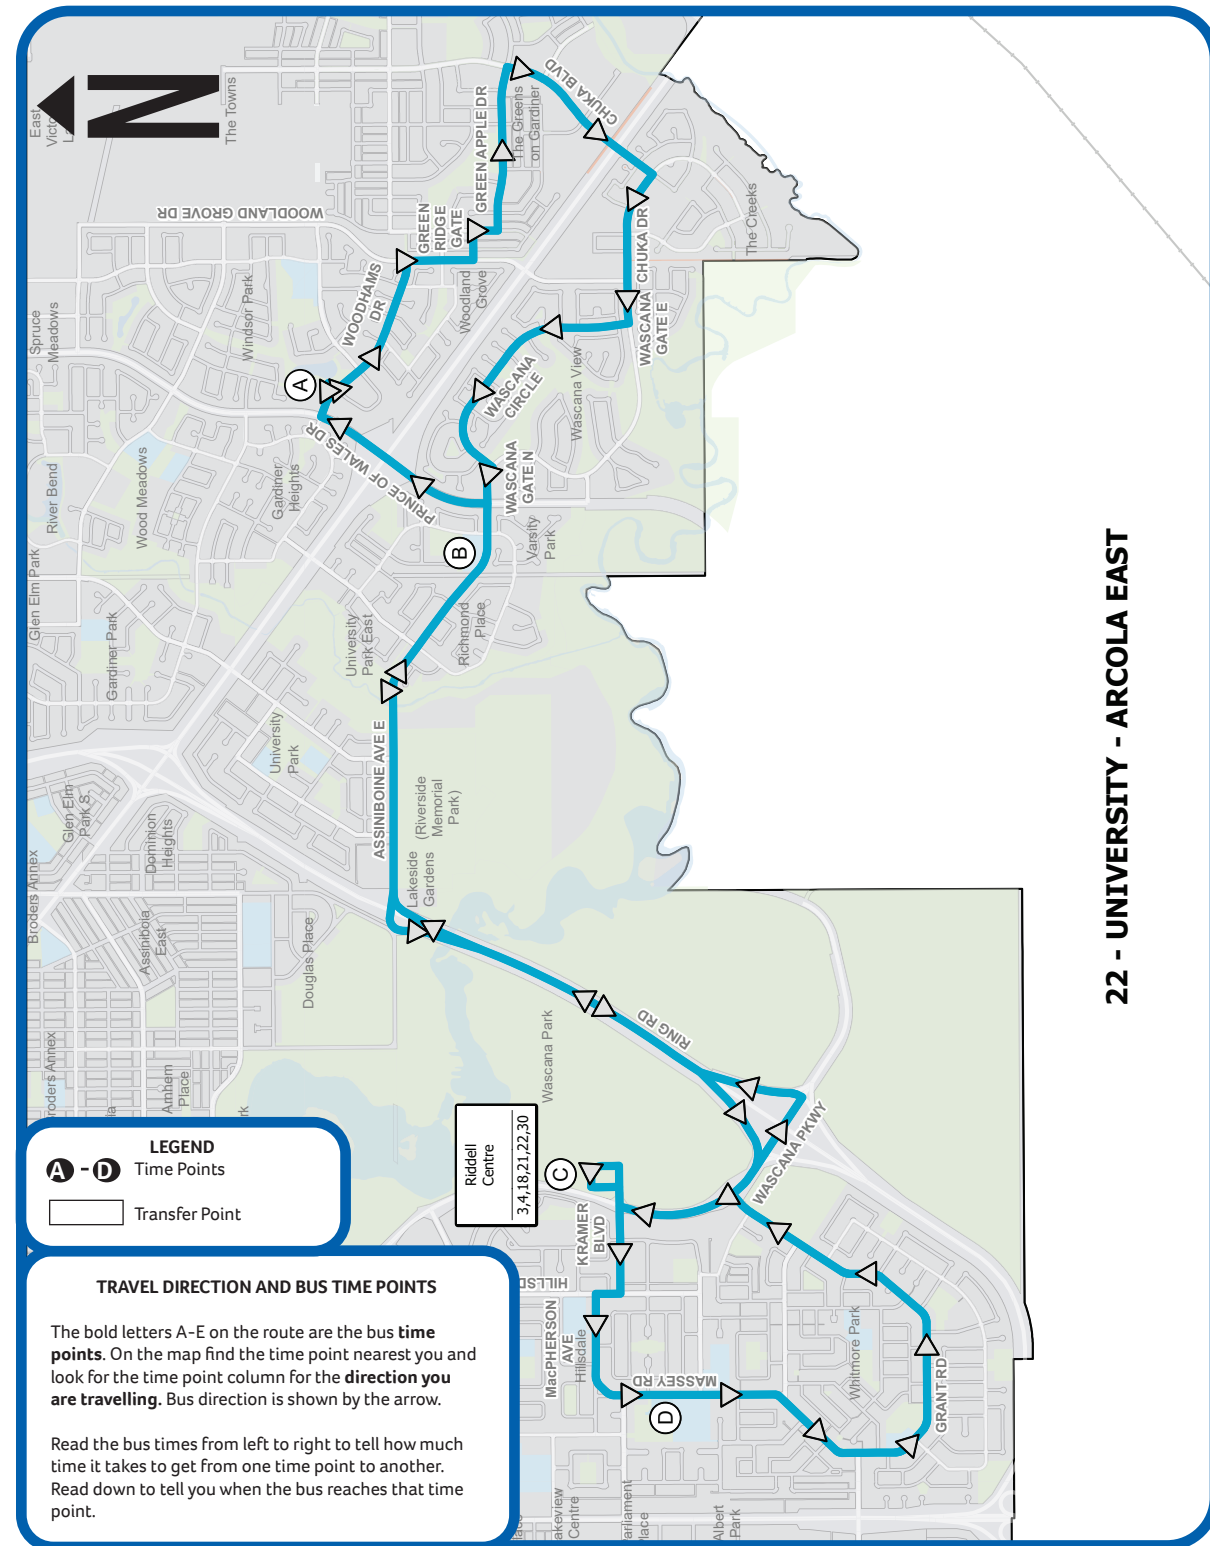 East
The Towns
WOODLAND GROVE DR
GREEN
RIDGE
GATE
GREEN APPLE DR
The Greens
on Gardiner
CHUKA BLVD
CHUKA DR
The Creeks
Spruce
Meadows
Windsor Park
WOODHAMS
DR
Woodland
Grove
WASCANA
GATE E
A
PRINCE OF WALES DR
WASCANA
CIRCLE
Wascana View
River Bend
Wood Meadows
Gardiner
Heights
WASCANA
GATE N
B
Varsity
Park
Glen Elm Park
Gardiner Park
University
Park East
Richmond
Place
University
Park
ASSINIBOINE AVE E
(Riverside
Memorial
Park)
Glen Elm
Park S.
Dominion
Heights
Lakeside
Gardens
Broders Annex
Assiniboia
East
Douglas Place
Wascana Park
RING RD
Broders Annex
Arnhem
Place
Riddell
Centre
3,4,18,21,22,30
C
WASCANA PKWY
KRAMER
BLVD
MacPHERSON
AVE
Hillsdale
MASSEY RD
D
Whitmore Park
GRANT RD
Lakeview
Centre
Parliament
Place
Albert
Park
22 - UNIVERSITY - ARCOLA EAST
LEGEND
A - D Time Points
Transfer Point
TRAVEL DIRECTION AND BUS TIME POINTS
The bold letters A-E on the route are the bus time
points. On the map find the time point nearest you and
look for the time point column for the direction you
are travelling. Bus direction is shown by the arrow.
Read the bus times from left to right to tell how much
time it takes to get from one time point to another.
Read down to tell you when the bus reaches that time
point.
N